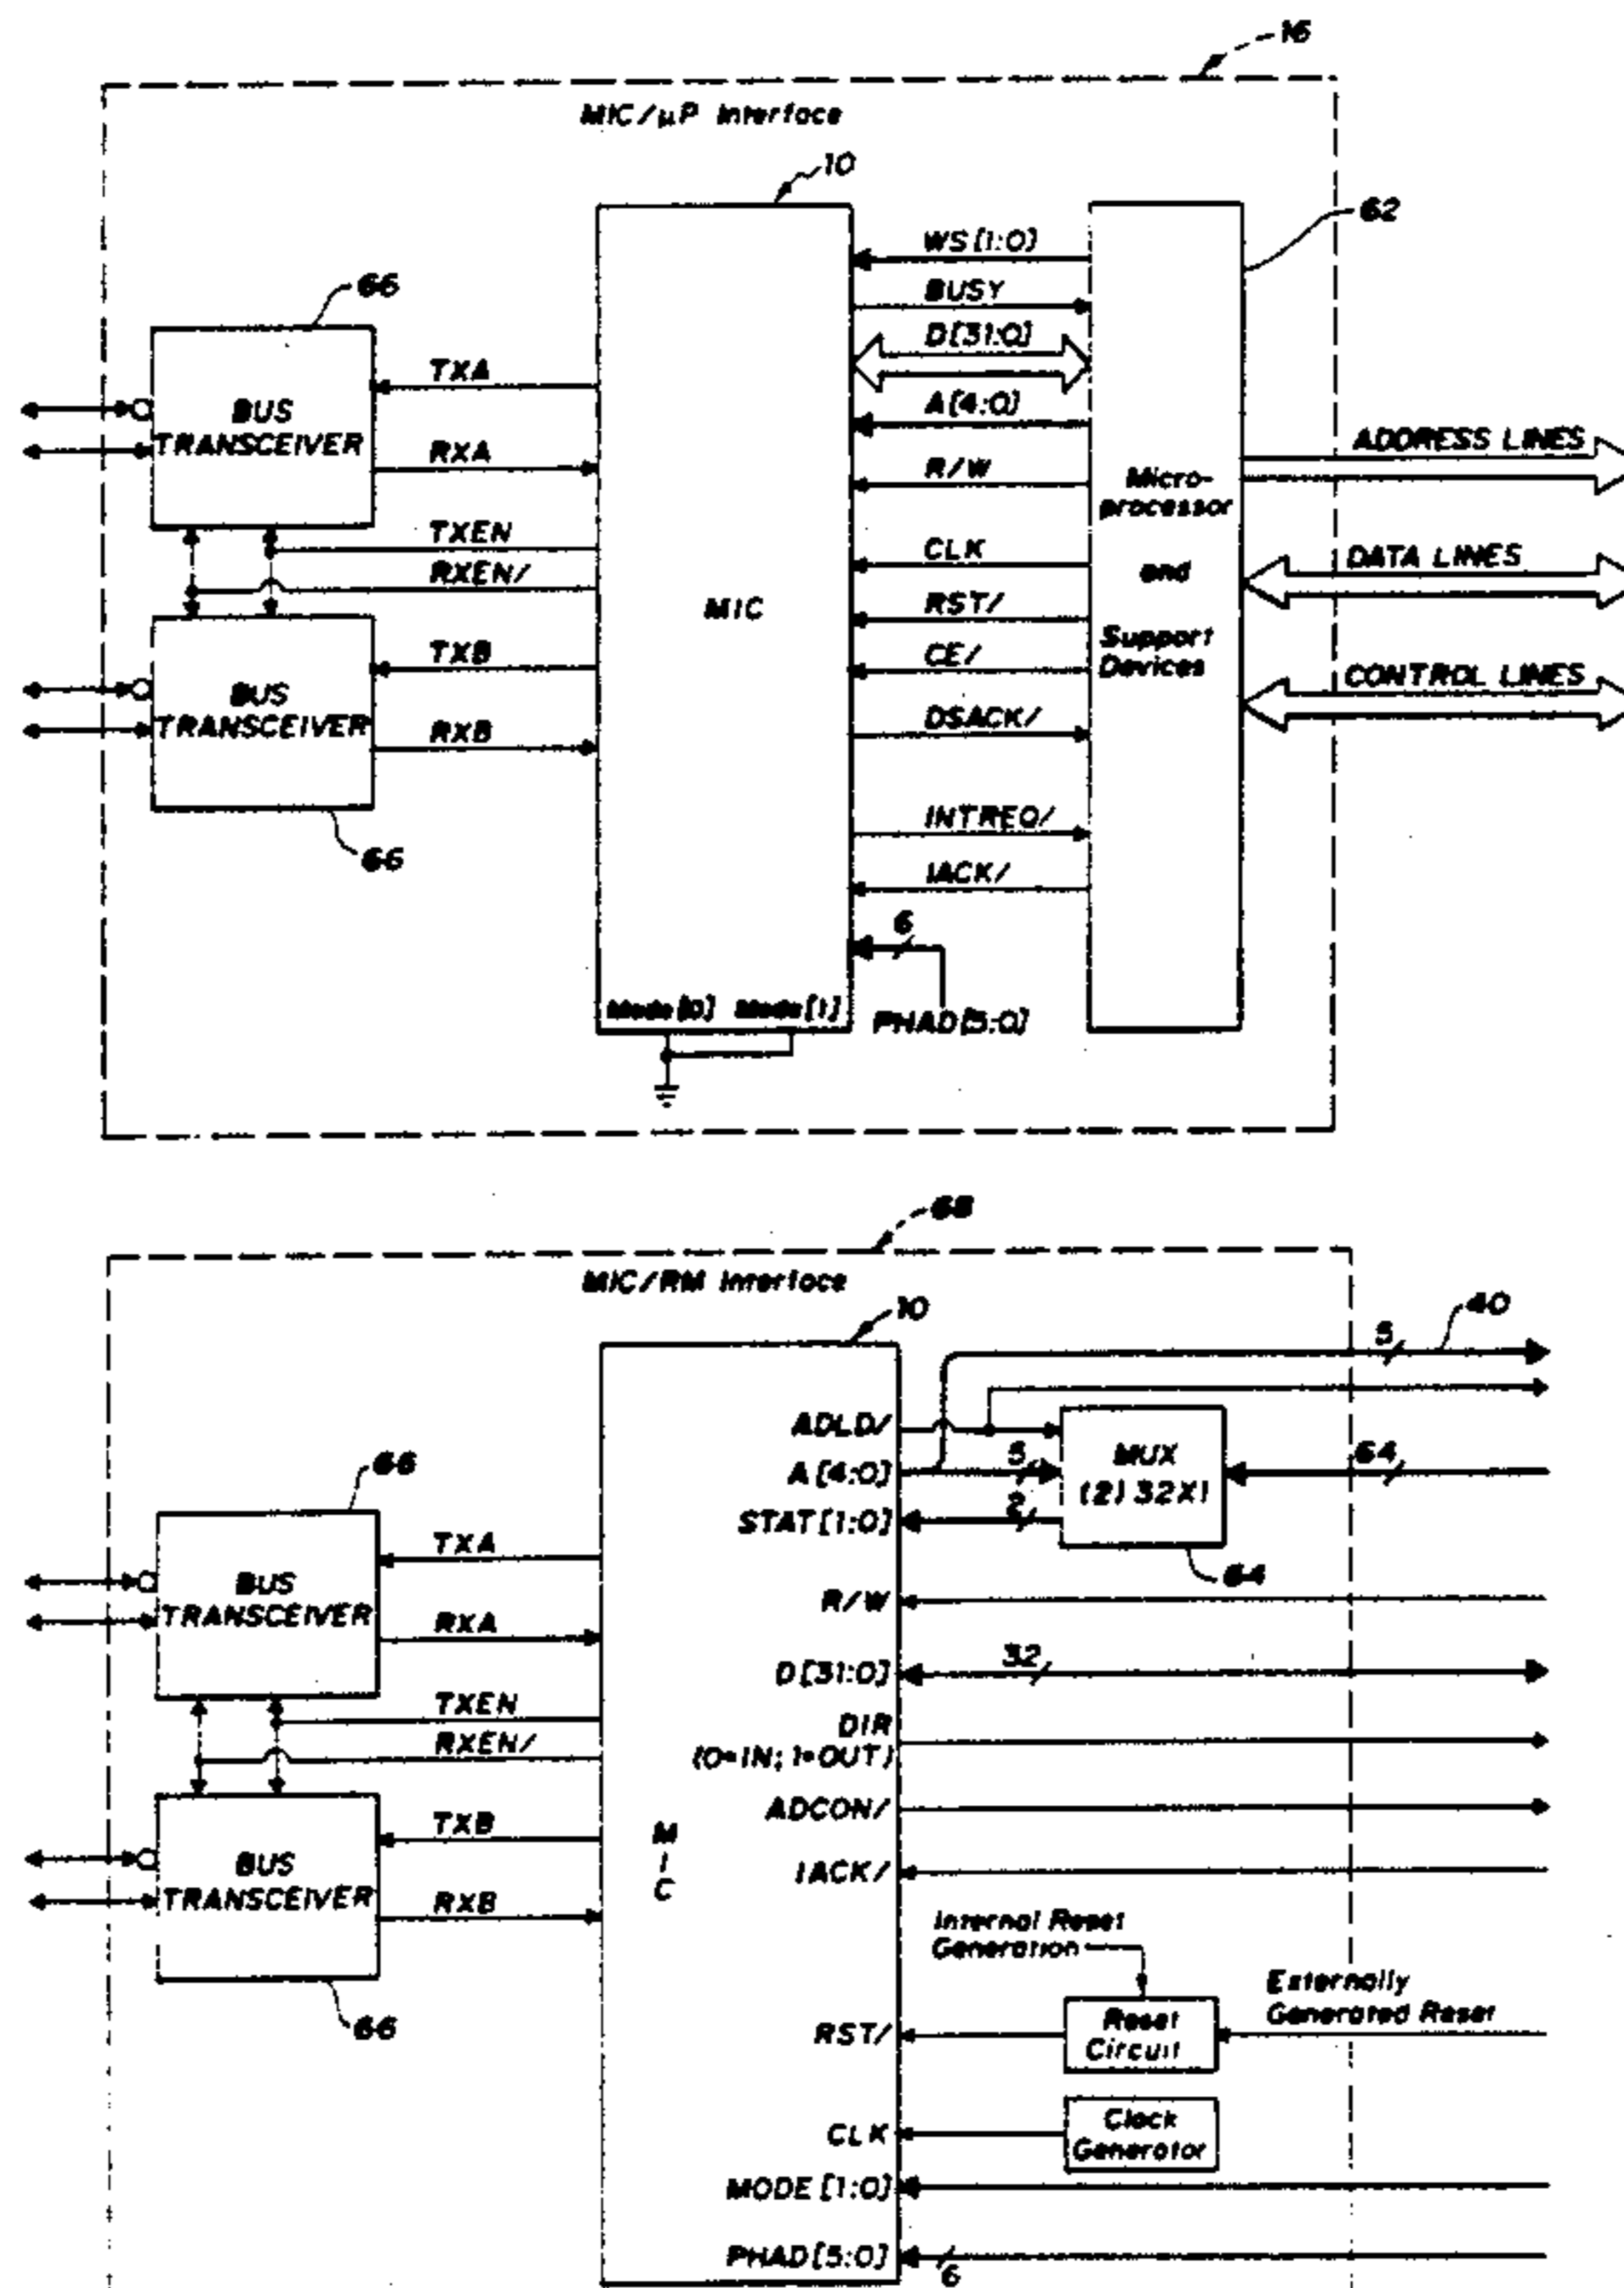 16
MIC/µP Interface
10
62
WS[1:0]
BUSY
D[31:0]
A[4:0]
R/W
CLK
RST/
CE/
DSACK/
INTREQ/
IACK/
6
PHAD[5:0]
66
BUS
TRANSCEIVER
TXA
RXA
TXEN
RXEN/
TXB
RXB
BUS
TRANSCEIVER
66
MIC
Mode[0] Mode[1]
Micro-
processor
and
Support
Devices
ADDRESS LINES
DATA LINES
CONTROL LINES
68
MIC/RM Interface
10
40
5
ADLD/
A[4:0]
5
STAT[1:0]
2
MUX
(2) 32X1
64
64
66
BUS
TRANSCEIVER
TXA
RXA
TXEN
RXEN/
TXB
RXB
BUS
TRANSCEIVER
66
M
I
C
R/W
D[31:0]
32
DIR
(0=IN; 1=OUT)
ADCON/
IACK/
Internal Reset
Generation
Externally
Generated Reset
RST/
Reset
Circuit
CLK
Clock
Generator
MODE[1:0]
PHAD[5:0]
6